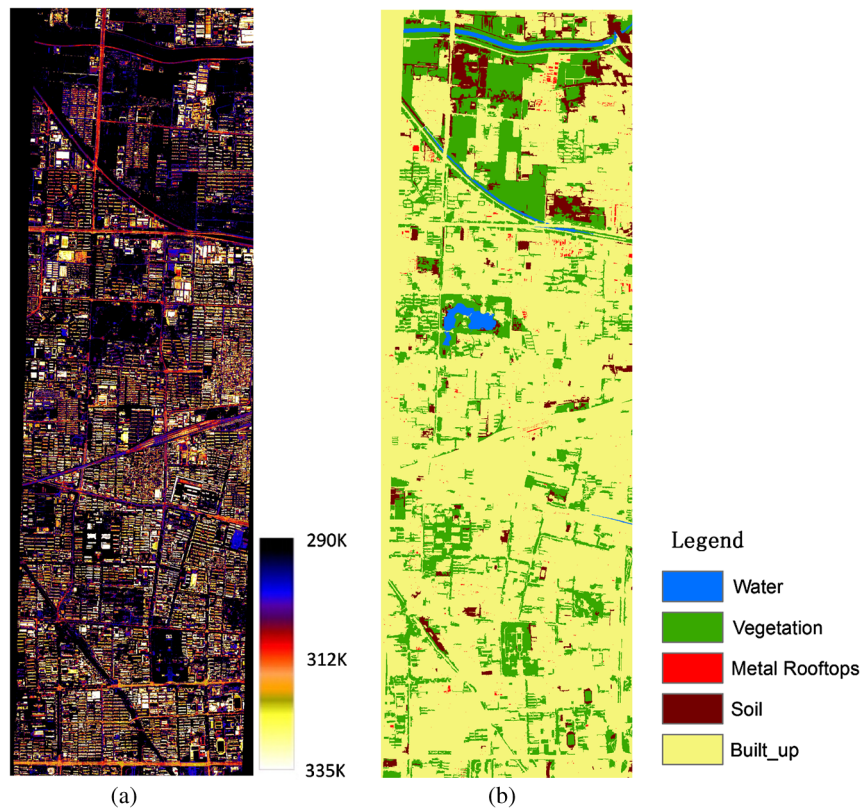 290K
312K
335K
Legend
Water
Vegetation
Metal Rooftops
Soil
Built_up
(a)
(b)